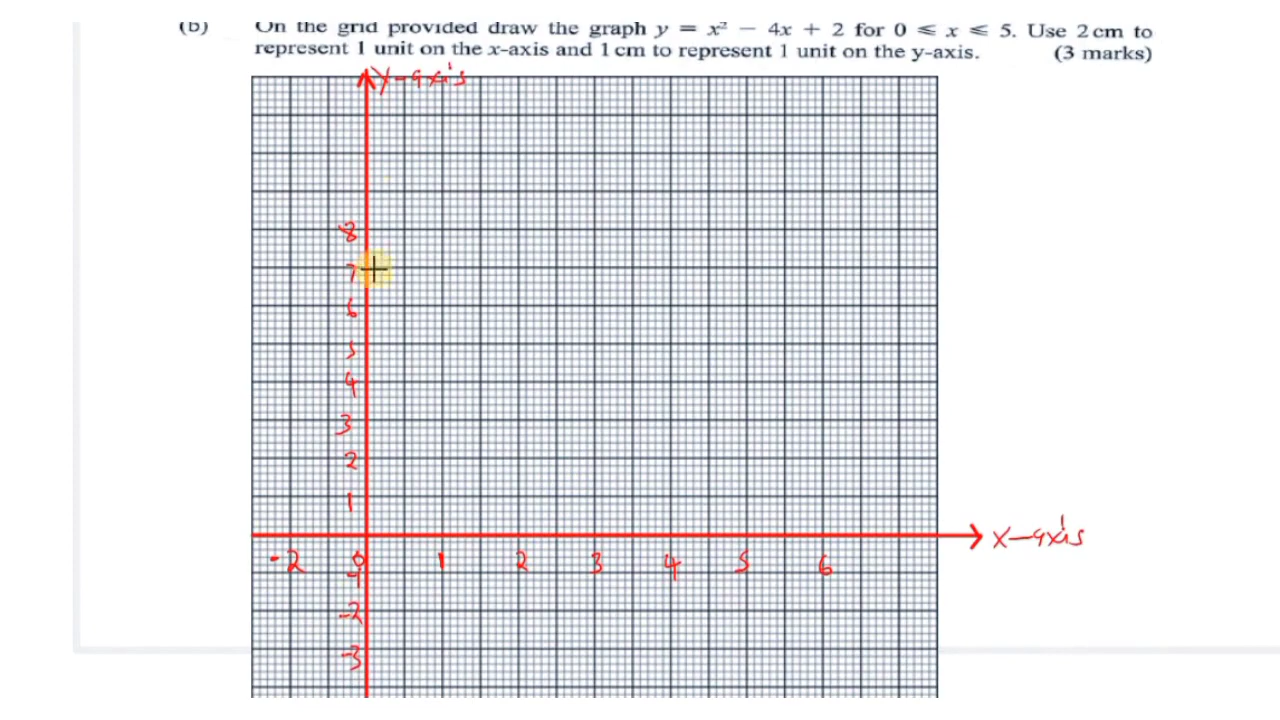 (b) On the grid provided draw the graph y = x² − 4x + 2 for 0 ⩽ x ⩽ 5. Use 2 cm to
represent 1 unit on the x-axis and 1 cm to represent 1 unit on the y-axis. (3 marks)
y-axis
8
7
6
5
4
3
2
1
x-axis
-2 0 1 2 3 4 5 6
-1
-2
-3